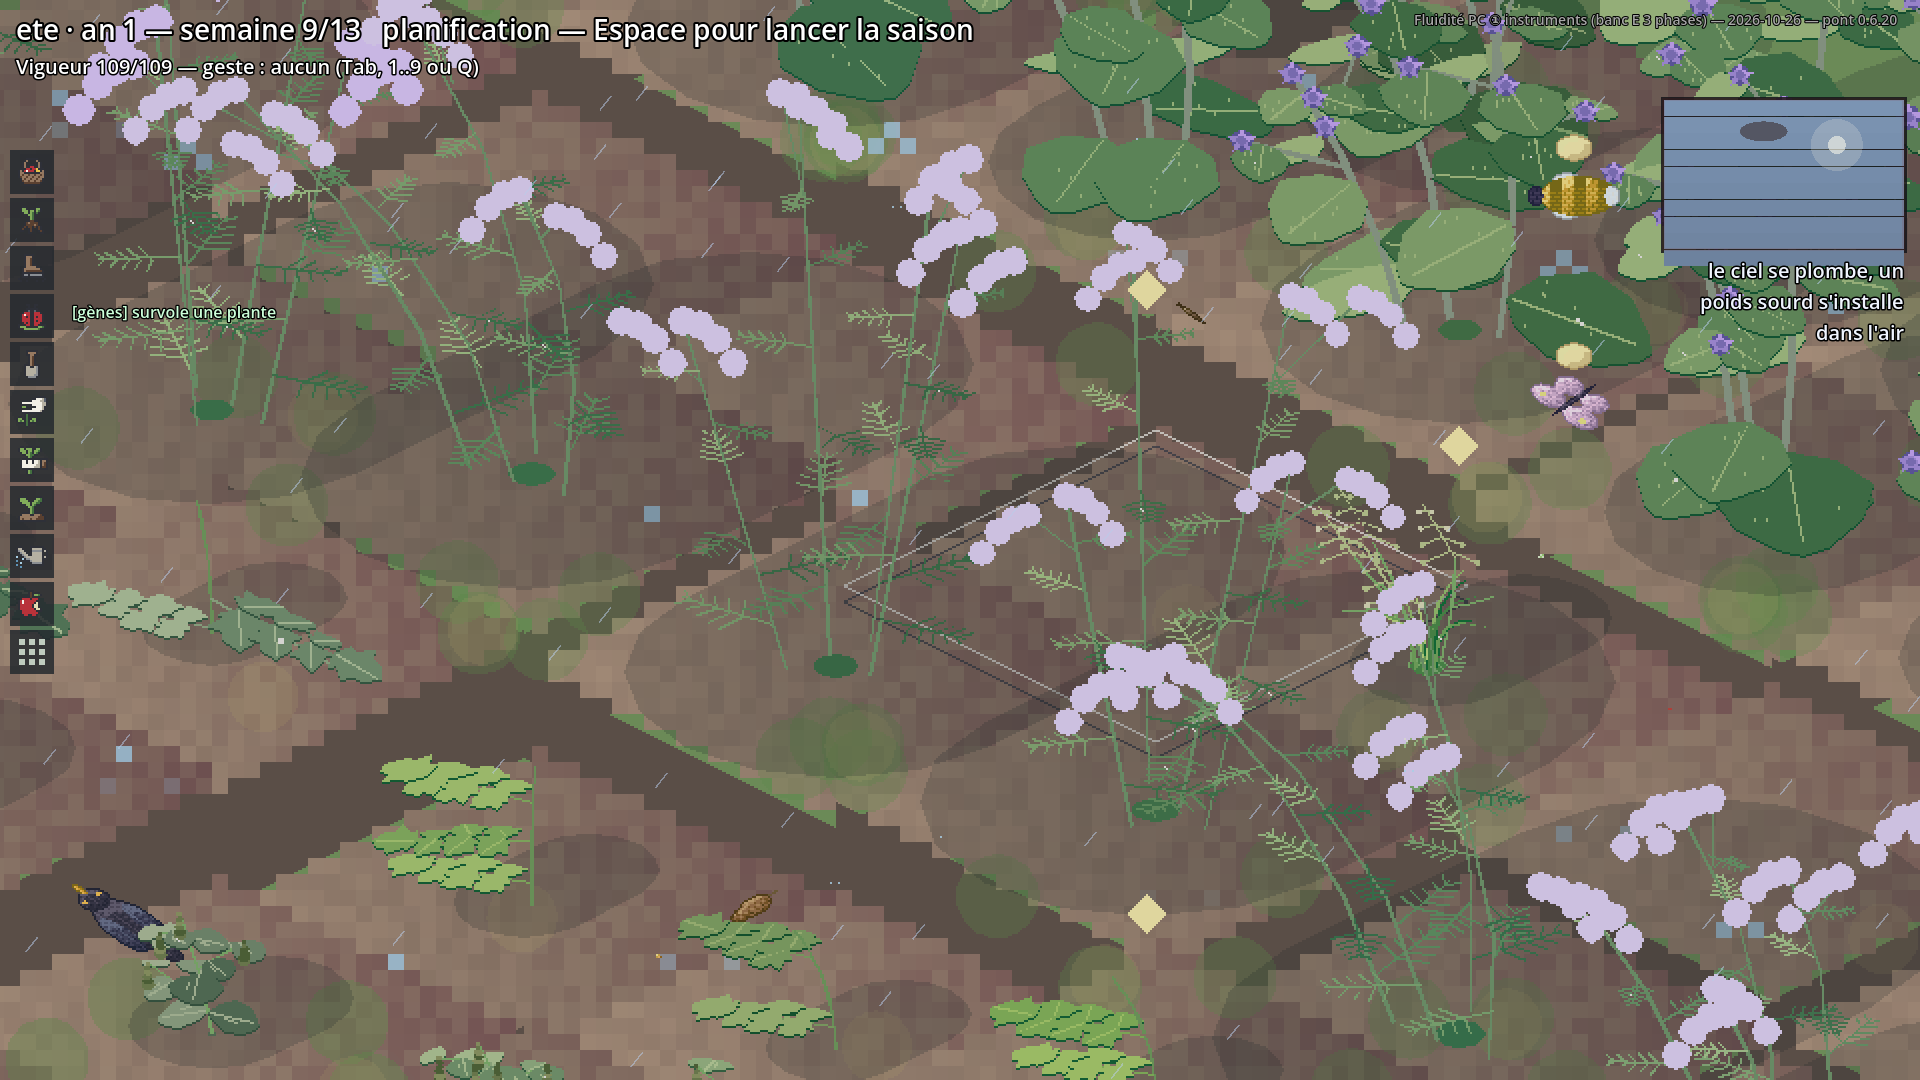 ete · an 1 — semaine 9/13   planification — Espace pour lancer la saison
Fluidité PC ① instruments (banc E 3 phases) — 2026-10-26 — pont 0.6.20
Vigueur 109/109 — geste : aucun (Tab, 1..9 ou Q)
le ciel se plombe, un
poids sourd s'installe
dans l'air
[gènes] survole une plante